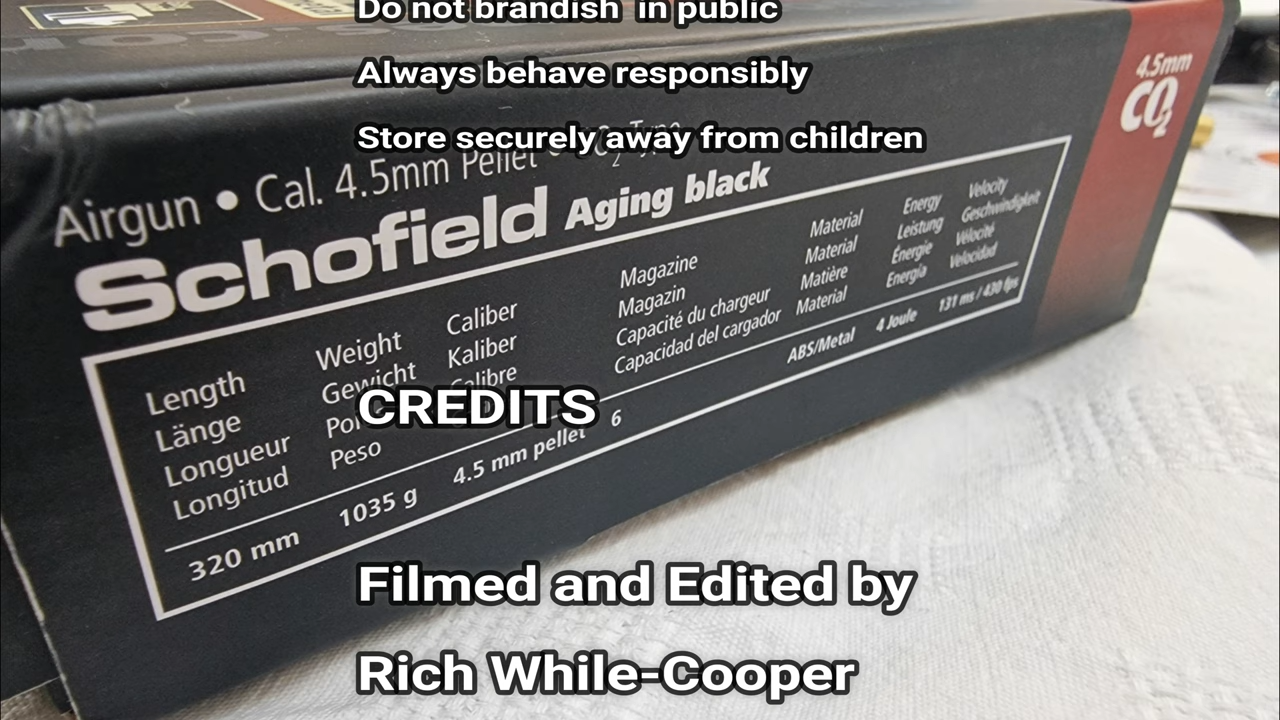 Do not brandish in public
Always behave responsibly
Store securely away from children
4.5mm
CO2
Airgun • Cal. 4.5mm Pellet • CO2 Type
Schofield Aging black
Length Weight Caliber Magazine Material Energy Velocity
Länge Gewicht Kaliber Magazin Material Leistung Geschwindigkeit
Longueur Calibre Capacité du chargeur Matière Énergie Vélocité
Longitud Peso Capacidad del cargador Material Energía Velocidad
320 mm 1035 g 4.5 mm pellet 6 ABS/Metal 4 Joule 131 ms / 430 fps
CREDITS
Filmed and Edited by
Rich While-Cooper